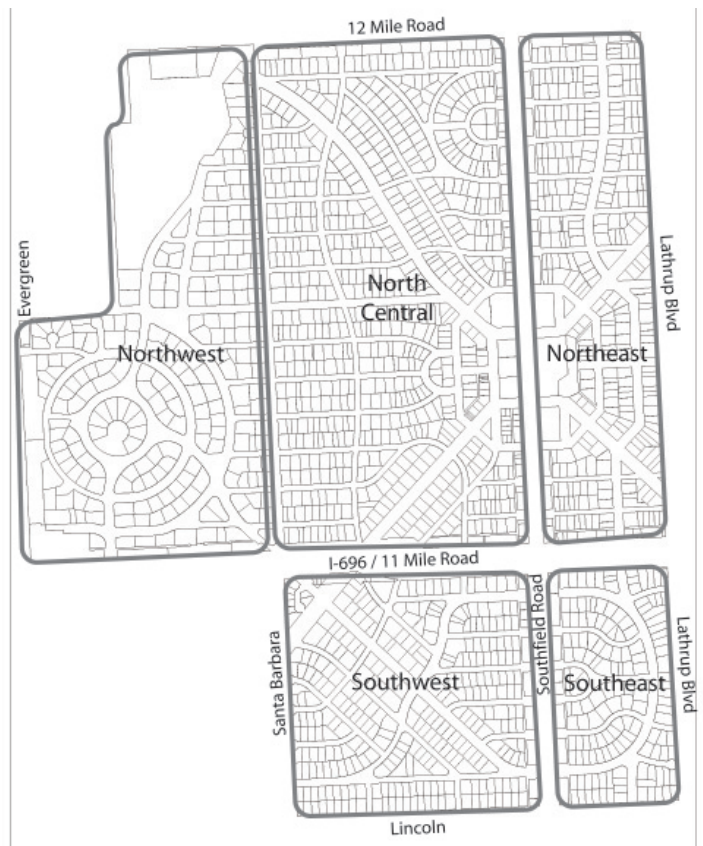 12 Mile Road
Evergreen
North
Central
Lathrup Blvd
Northwest
Northeast
I-696 / 11 Mile Road
Southfield Road
Santa Barbara
Southwest
Southeast
Lathrup Blvd
Lincoln